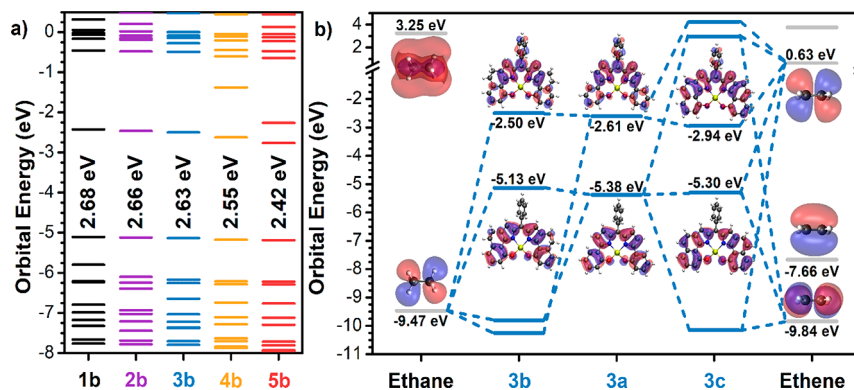 a)
Orbital Energy (eV)
0
-1
-2
-3
-4
-5
-6
-7
-8
2.68 eV
2.66 eV
2.63 eV
2.55 eV
2.42 eV
1b 2b 3b 4b 5b
b)
Orbital Energy (eV)
4
2
-2
-3
-4
-5
-6
-7
-8
-9
-10
-11
3.25 eV
0.63 eV
-2.50 eV
-2.61 eV
-2.94 eV
-5.13 eV
-5.38 eV
-5.30 eV
-7.66 eV
-9.47 eV
-9.84 eV
Ethane 3b 3a 3c Ethene